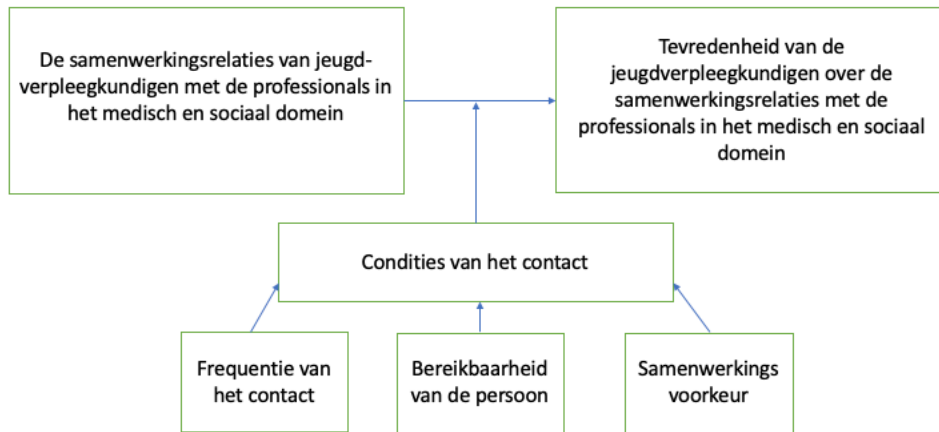 De samenwerkingsrelaties van jeugd-
verpleegkundigen met de professionals in
het medisch en sociaal domein
Tevredenheid van de
jeugdverpleegkundigen over de
samenwerkingsrelaties met de
professionals in het medisch en sociaal
domein
Condities van het contact
Frequentie van
het contact
Bereikbaarheid
van de persoon
Samenwerkings
voorkeur